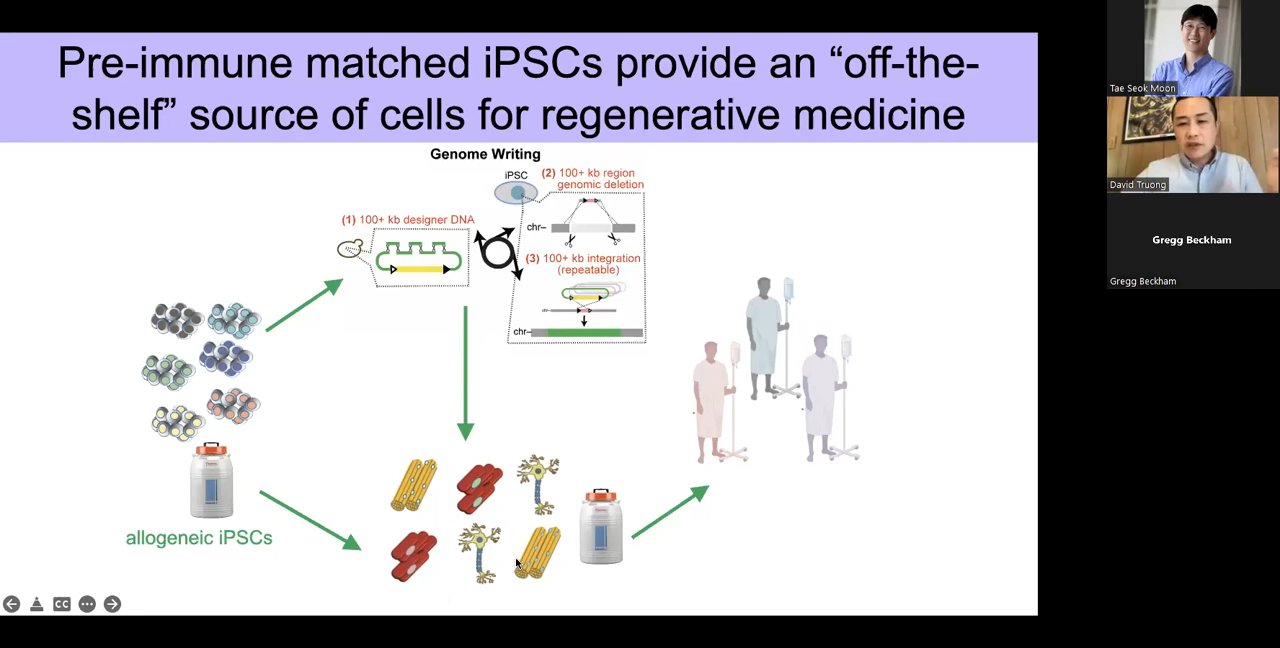 Pre-immune matched iPSCs provide an “off-the-
shelf” source of cells for regenerative medicine
Genome Writing
iPSC
(2) 100+ kb region
genomic deletion
(1) 100+ kb designer DNA
chr–
(3) 100+ kb integration
(repeatable)
chr–
chr–
allogeneic iPSCs
CC
Tae Seok Moon
David Truong
Gregg Beckham
Gregg Beckham